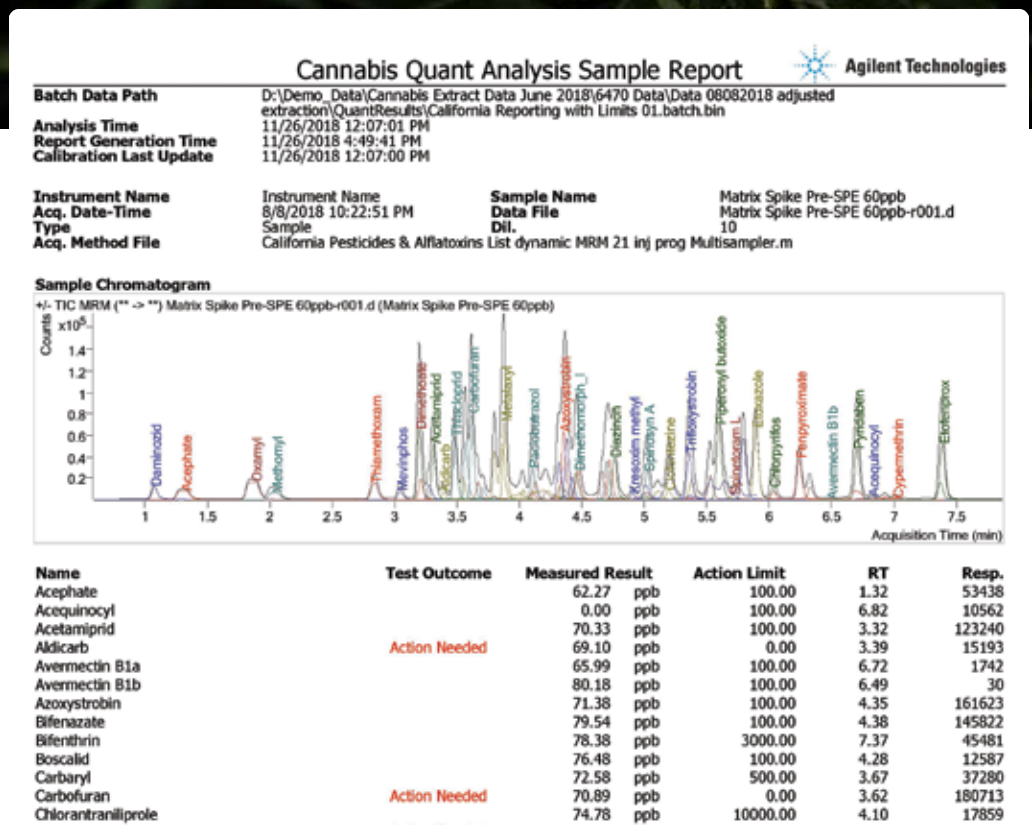 Cannabis Quant Analysis Sample Report
Agilent Technologies
Batch Data Path D:\Demo_Data\Cannabis Extract Data June 2018\6470 Data\Data 08082018 adjusted
extraction\QuantResults\California Reporting with Limits 01.batch.bin
Analysis Time 11/26/2018 12:07:01 PM
Report Generation Time 11/26/2018 4:49:41 PM
Calibration Last Update 11/26/2018 12:07:00 PM
Instrument Name Instrument Name Sample Name Matrix Spike Pre-SPE 60ppb
Acq. Date-Time 8/8/2018 10:22:51 PM Data File Matrix Spike Pre-SPE 60ppb-r001.d
Type Sample Dil. 10
Acq. Method File California Pesticides & Alflatoxins List dynamic MRM 21 inj prog Multisampler.m
Sample Chromatogram
+/- TIC MRM (** -> **) Matrix Spike Pre-SPE 60ppb-r001.d (Matrix Spike Pre-SPE 60ppb)
Counts
x10⁵
1.4
1.2
1
0.8
0.6
0.4
0.2
Daminozid
Acephate
Oxamyl
Methomyl
Thiamethoxam
Mevinphos
Dimethoate
Acetamiprid
Aldicarb
Thiacloprid
Carbofuran
Metalaxyl
Paclobutrazol
Azoxystrobin
Dimethomorph_I
Diazinon
Kresoxim methyl
Spinosyn A
Clofentezine
Trifloxystrobin
Piperonyl butoxide
Spinetoram L
Etoxazole
Chlorpyrifos
Fenpyroximate
Avermectin B1b
Pyridaben
Acequinocyl
Cypermethrin
Etofenprox
1 1.5 2 2.5 3 3.5 4 4.5 5 5.5 6 6.5 7 7.5
Acquisition Time (min)
Name Test Outcome Measured Result Action Limit RT Resp.
Acephate 62.27 ppb 100.00 1.32 53438
Acequinocyl 0.00 ppb 100.00 6.82 10562
Acetamiprid 70.33 ppb 100.00 3.32 123240
Aldicarb Action Needed 69.10 ppb 0.00 3.39 15193
Avermectin B1a 65.99 ppb 100.00 6.72 1742
Avermectin B1b 80.18 ppb 100.00 6.49 30
Azoxystrobin 71.38 ppb 100.00 4.35 161623
Bifenazate 79.54 ppb 100.00 4.38 145822
Bifenthrin 78.38 ppb 3000.00 7.37 45481
Boscalid 76.48 ppb 100.00 4.28 12587
Carbaryl 72.58 ppb 500.00 3.67 37280
Carbofuran Action Needed 70.89 ppb 0.00 3.62 180713
Chlorantraniliprole 74.78 ppb 10000.00 4.10 17859